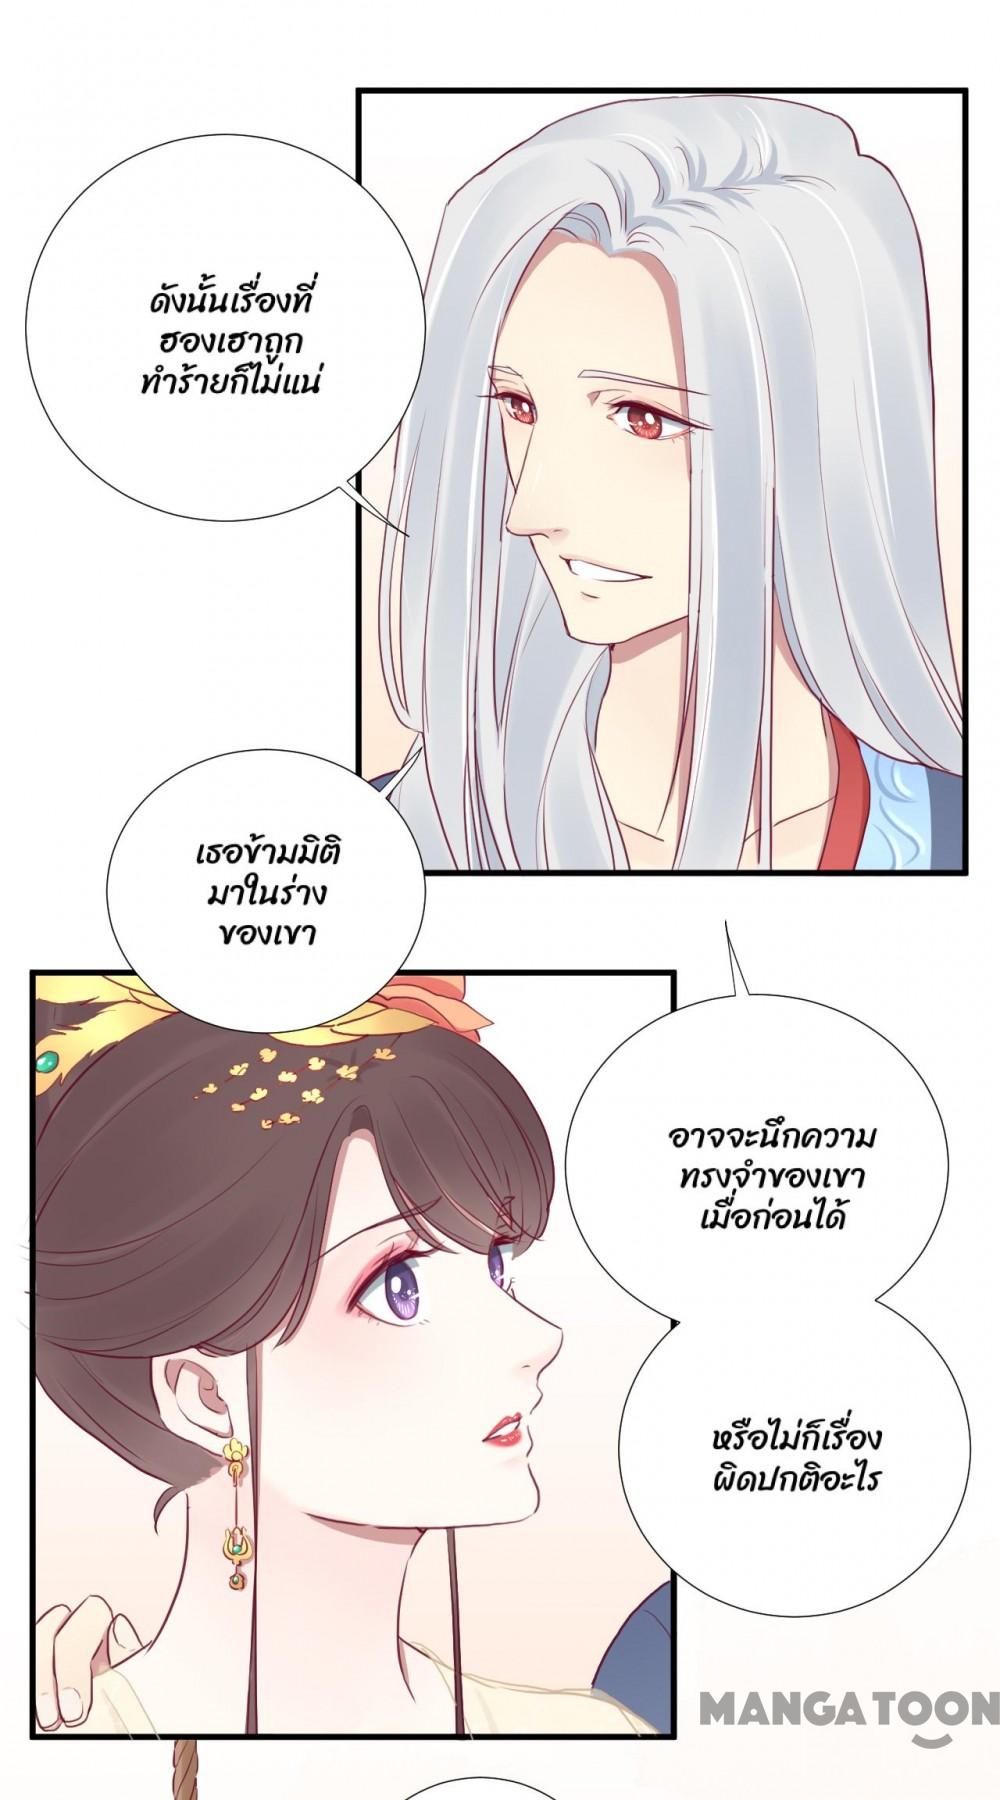 ดังนั้นเรื่องที่
ฮองเฮาถูก
ทำร้ายก็ไม่แน่
เธอข้ามมิติ
มาในร่าง
ของเขา
อาจจะนึกความ
ทรงจำของเขา
เมื่อก่อนได้
หรือไม่ก็เรื่อง
ผิดปกติอะไร
MANGATOON